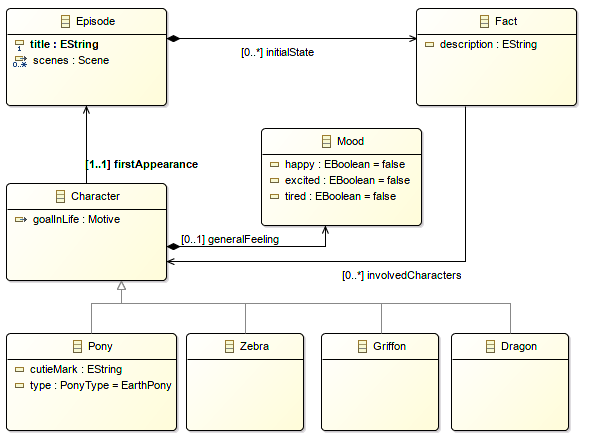 Episode
title : EString
1
scenes : Scene
0..*
[0..*] initialState
Fact
description : EString
[1..1] firstAppearance
Mood
happy : EBoolean = false
excited : EBoolean = false
tired : EBoolean = false
Character
goalInLife : Motive
[0..1] generalFeeling
[0..*] involvedCharacters
Pony
cutieMark : EString
type : PonyType = EarthPony
Zebra
Griffon
Dragon